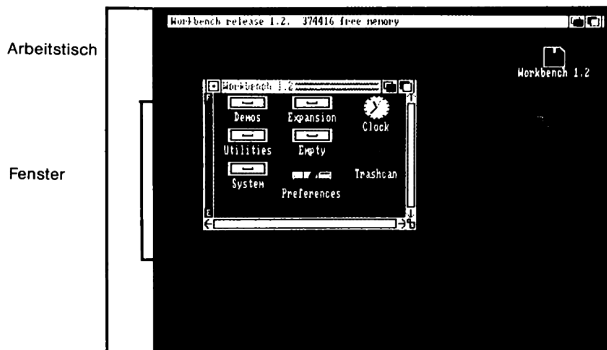 Workbench release 1.2. 374416 free memory
Arbeitstisch
Workbench 1.2
Workbench 1.2
Demos Expansion Clock
Utilities Empty
Fenster
System Preferences Trashcan